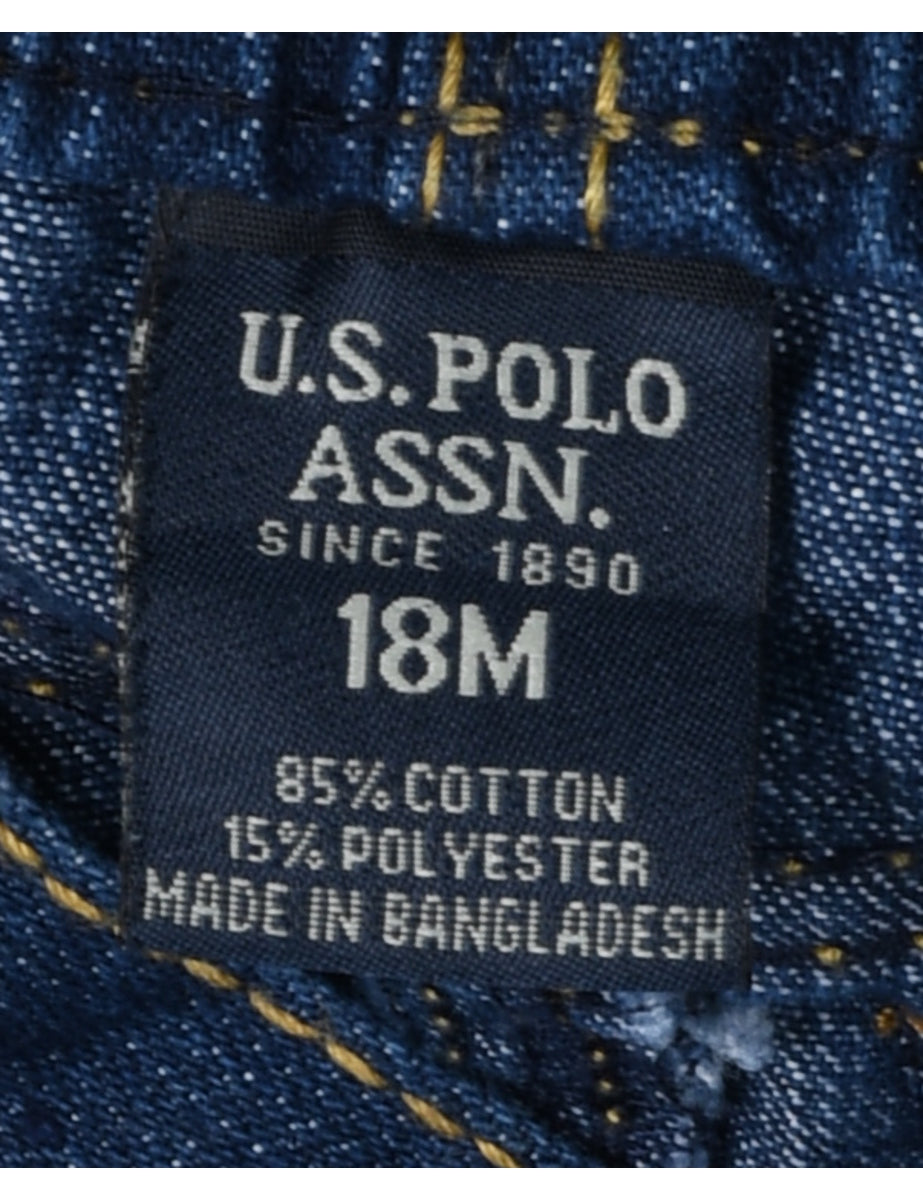 U.S. POLO
ASSN.
SINCE 1890
18M
85% COTTON
15% POLYESTER
MADE IN BANGLADESH